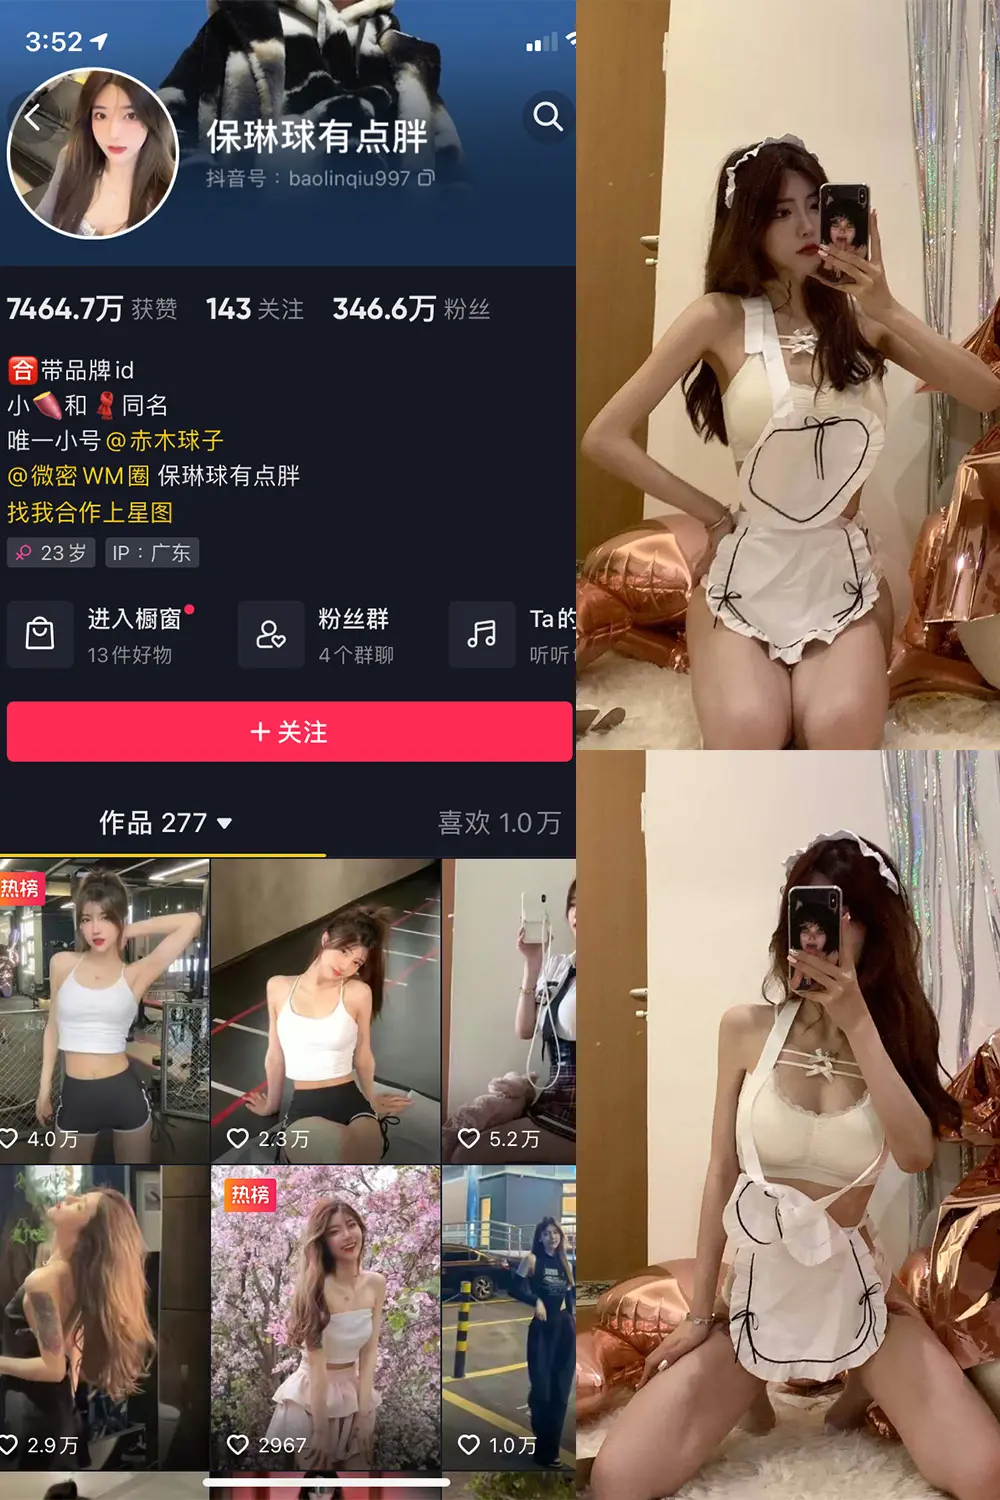 3:52
保琳球有点胖
抖音号：baolinqiu997
7464.7万 获赞 143 关注 346.6万 粉丝
合带品牌id
小🍠和🧣同名
唯一小号@赤木球子
@微密WM圈 保琳球有点胖
找我合作上星图
23岁 IP：广东
进入橱窗 粉丝群 Ta的
13件好物 4个群聊 听听
+关注
作品 277 喜欢 1.0万
热榜
4.0万 2.3万 5.2万
热榜
2.9万 2967 1.0万